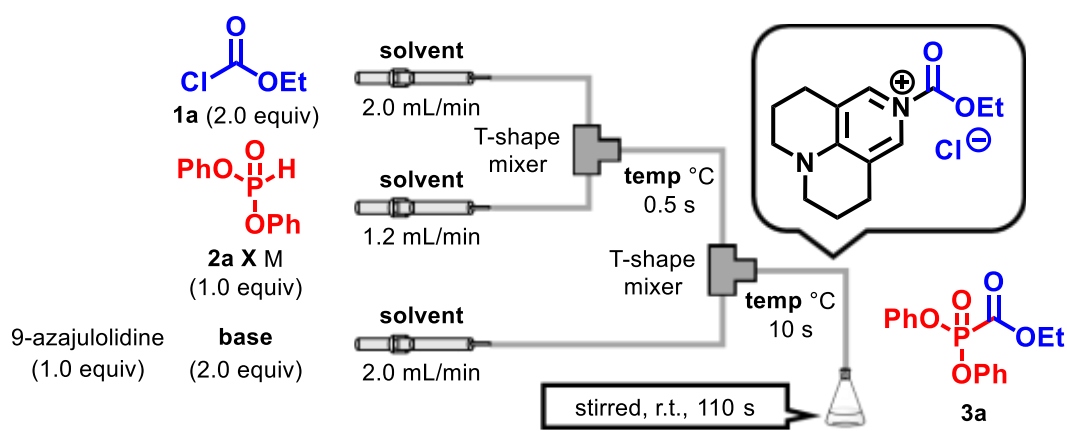 O
Cl
OEt
1a (2.0 equiv)
O
PhO
P
H
OPh
2a X M
(1.0 equiv)
9-azajulolidine
(1.0 equiv)
base
(2.0 equiv)
solvent
2.0 mL/min
T-shape
mixer
solvent
1.2 mL/min
temp °C
0.5 s
T-shape
mixer
solvent
2.0 mL/min
temp °C
10 s
stirred, r.t., 110 s
O
N
+
OEt
Cl
−
N
O
O
PhO
P
OEt
OPh
3a